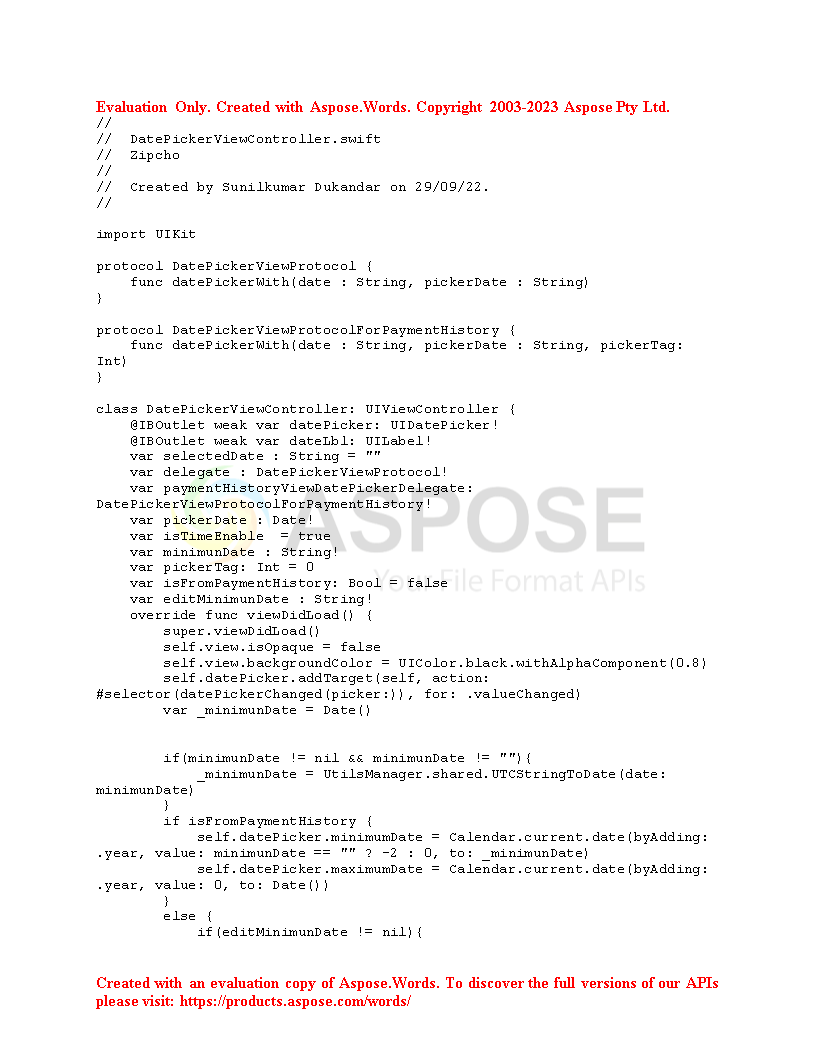 Evaluation Only. Created with Aspose.Words. Copyright 2003-2023 Aspose Pty Ltd.
//
//  DatePickerViewController.swift
//  Zipcho
//
//  Created by Sunilkumar Dukandar on 29/09/22.
//

import UIKit

protocol DatePickerViewProtocol {
    func datePickerWith(date : String, pickerDate : String)
}

protocol DatePickerViewProtocolForPaymentHistory {
    func datePickerWith(date : String, pickerDate : String, pickerTag:
Int)
}

class DatePickerViewController: UIViewController {
    @IBOutlet weak var datePicker: UIDatePicker!
    @IBOutlet weak var dateLbl: UILabel!
    var selectedDate : String = ""
    var delegate : DatePickerViewProtocol!
    var paymentHistoryViewDatePickerDelegate:
DatePickerViewProtocolForPaymentHistory!
    var pickerDate : Date!
    var isTimeEnable  = true
    var minimunDate : String!
    var pickerTag: Int = 0
    var isFromPaymentHistory: Bool = false
    var editMinimunDate : String!
    override func viewDidLoad() {
        super.viewDidLoad()
        self.view.isOpaque = false
        self.view.backgroundColor = UIColor.black.withAlphaComponent(0.8)
        self.datePicker.addTarget(self, action:
#selector(datePickerChanged(picker:)), for: .valueChanged)
        var _minimunDate = Date()


        if(minimunDate != nil && minimunDate != ""){
            _minimunDate = UtilsManager.shared.UTCStringToDate(date:
minimunDate)
        }
        if isFromPaymentHistory {
            self.datePicker.minimumDate = Calendar.current.date(byAdding:
.year, value: minimunDate == "" ? -2 : 0, to: _minimunDate)
            self.datePicker.maximumDate = Calendar.current.date(byAdding:
.year, value: 0, to: Date())
        }
        else {
            if(editMinimunDate != nil){
ASPOSE
File Format APIs
Created with an evaluation copy of Aspose.Words. To discover the full versions of our APIs
please visit: https://products.aspose.com/words/